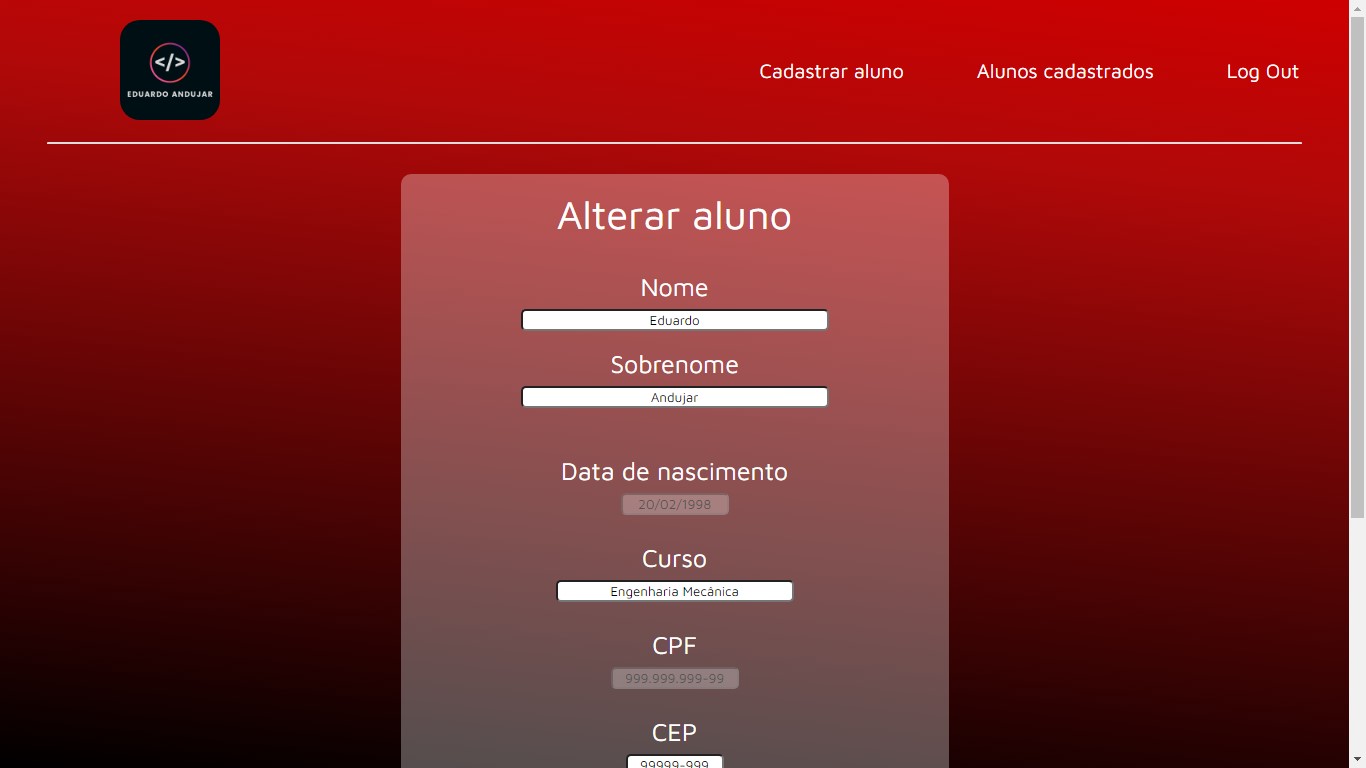 </>
EDUARDO ANDUJAR
Cadastrar aluno
Alunos cadastrados
Log Out
Alterar aluno
Nome
Eduardo
Sobrenome
Andujar
Data de nascimento
20/02/1998
Curso
Engenharia Mecânica
CPF
999.999.999-99
CEP
99999-999